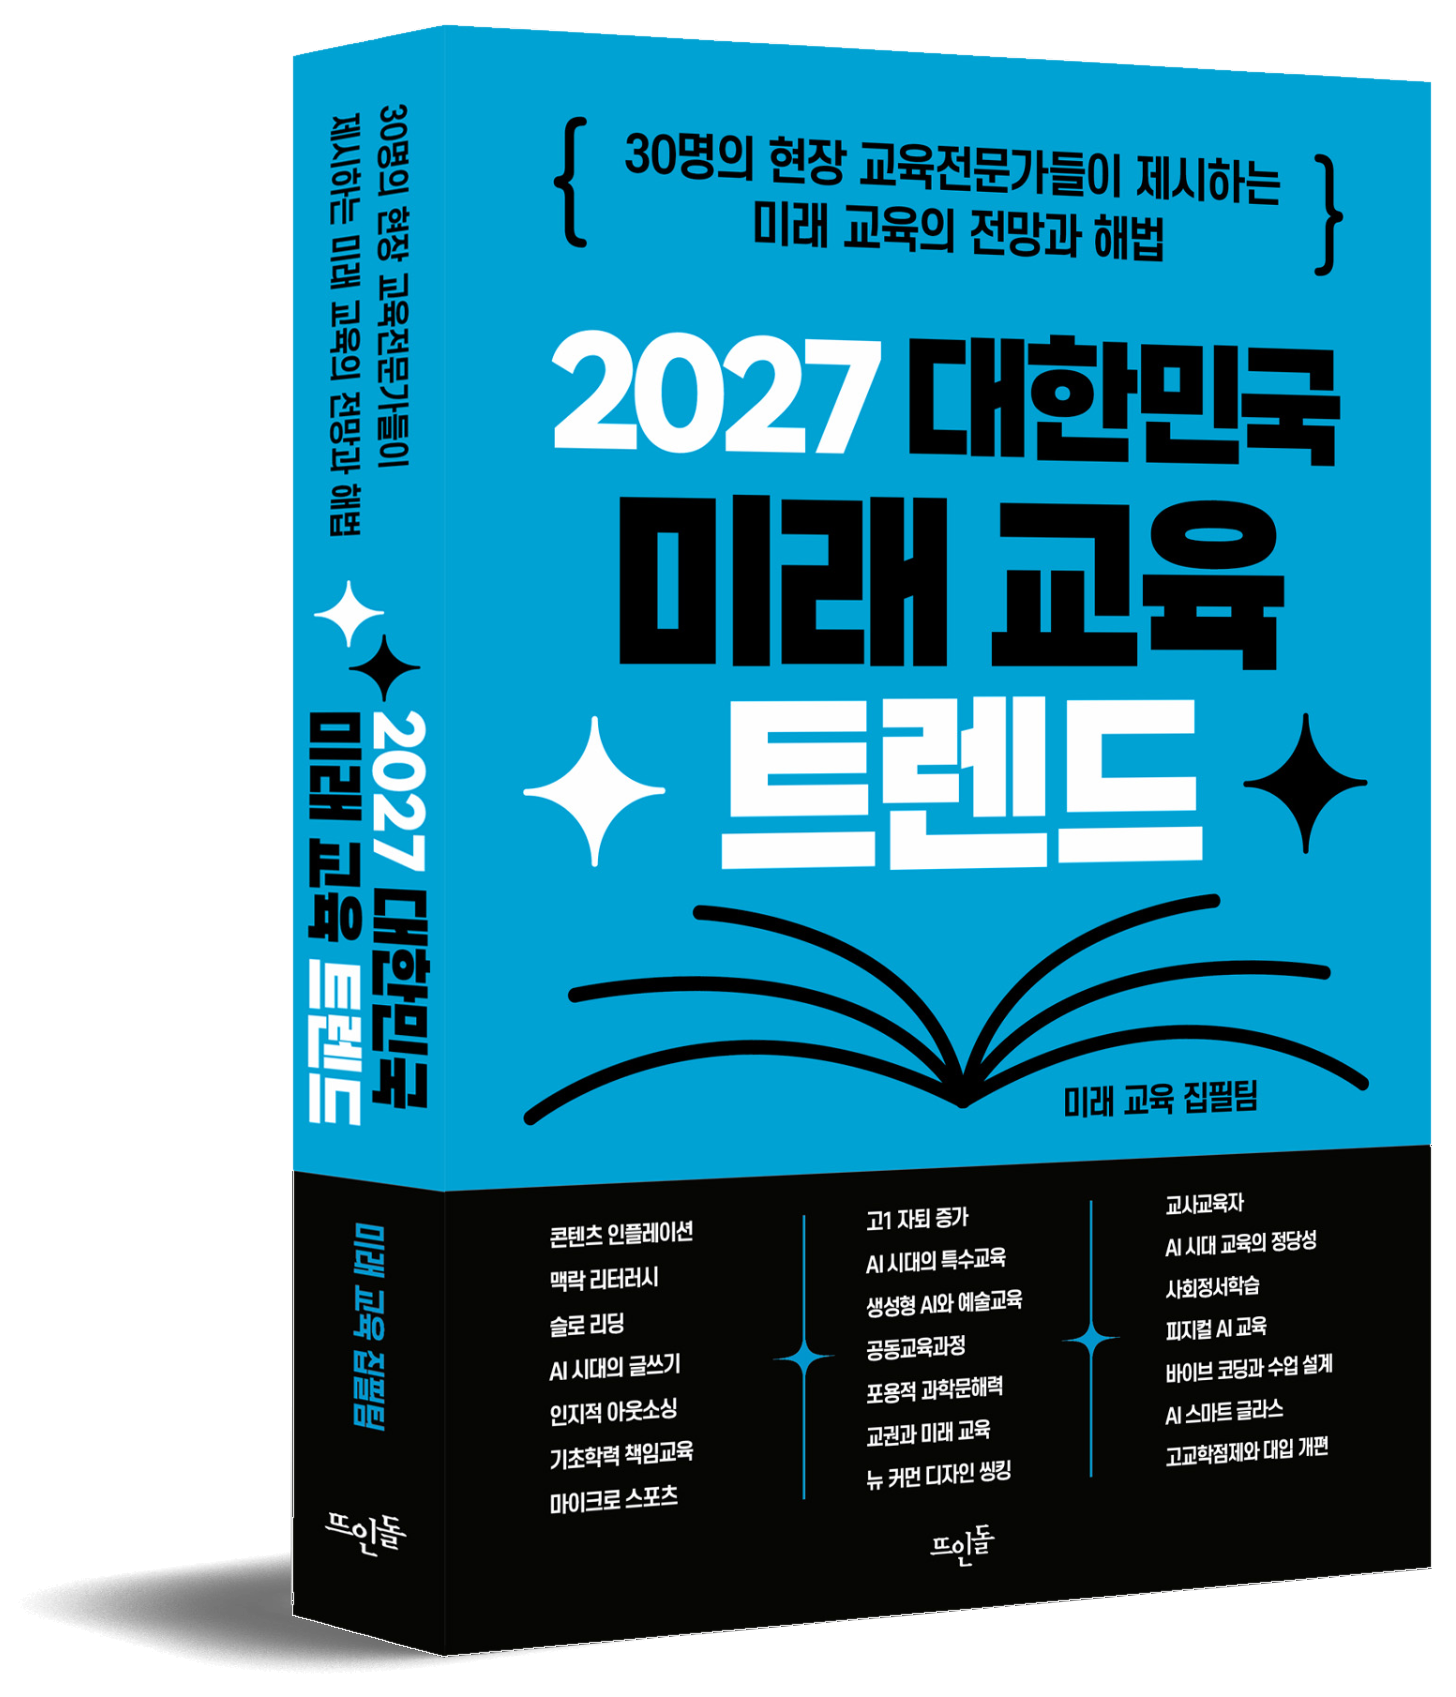 30명의 현장 교육전문가들이
제시하는 미래 교육의 전망과 해법
2027 대한민국
미래 교육 트렌드
미래 교육 집필팀
뜨인돌
{ 30명의 현장 교육전문가들이 제시하는
미래 교육의 전망과 해법 }
2027 대한민국
미래 교육
트렌드
미래 교육 집필팀
콘텐츠 인플레이션
맥락 리터러시
슬로 리딩
AI 시대의 글쓰기
인지적 아웃소싱
기초학력 책임교육
마이크로 스포츠
고1 자퇴 증가
AI 시대의 특수교육
생성형 AI와 예술교육
공동교육과정
포용적 과학문해력
교권과 미래 교육
뉴 커먼 디자인 씽킹
교사교육자
AI 시대 교육의 정당성
사회정서학습
피지컬 AI 교육
바이브 코딩과 수업 설계
AI 스마트 글라스
고교학점제와 대입 개편
뜨인돌